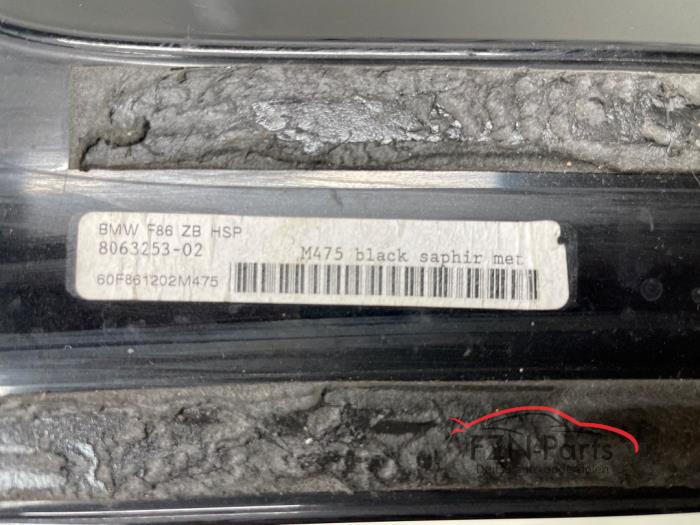 BMW F86 ZB HSP
8063253-02
M475 black saphir met
60F861202M475
FZN-Parts